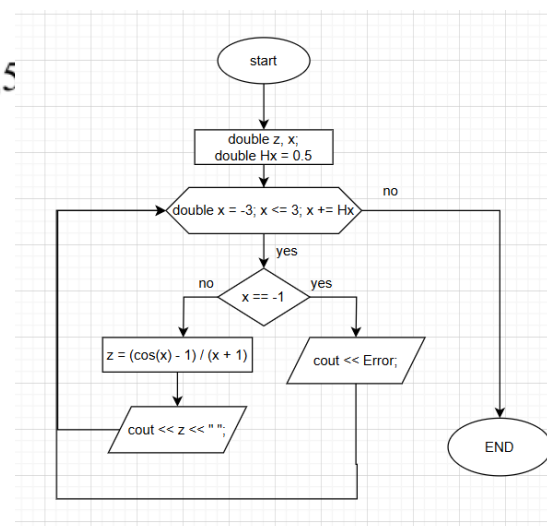 5
start
double z, x;
double Hx = 0.5
double x = -3; x <= 3; x += Hx
no
yes
x == -1
no
yes
z = (cos(x) - 1) / (x + 1)
cout << Error;
cout << z << " ";
END